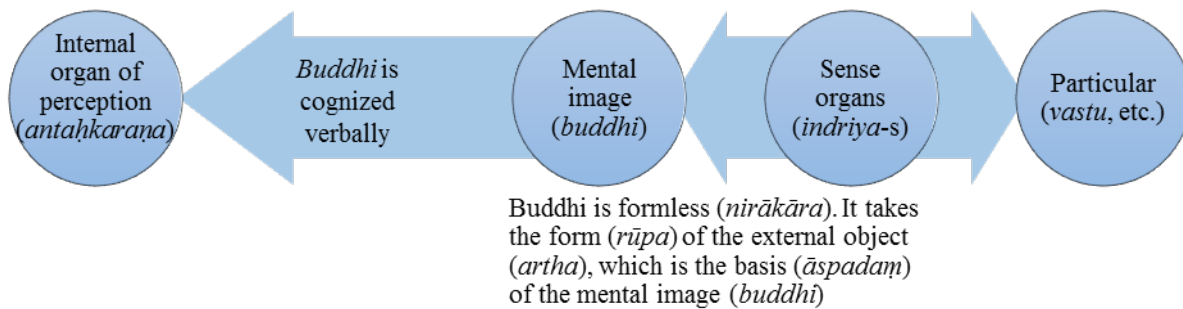 Internal
organ of
perception
(antaḥkaraṇa)
Buddhi is
cognized
verbally
Mental
image
(buddhi)
Sense
organs
(indriya-s)
Particular
(vastu, etc.)
Buddhi is formless (nirākāra). It takes
the form (rūpa) of the external object
(artha), which is the basis (āspadaṃ)
of the mental image (buddhi)